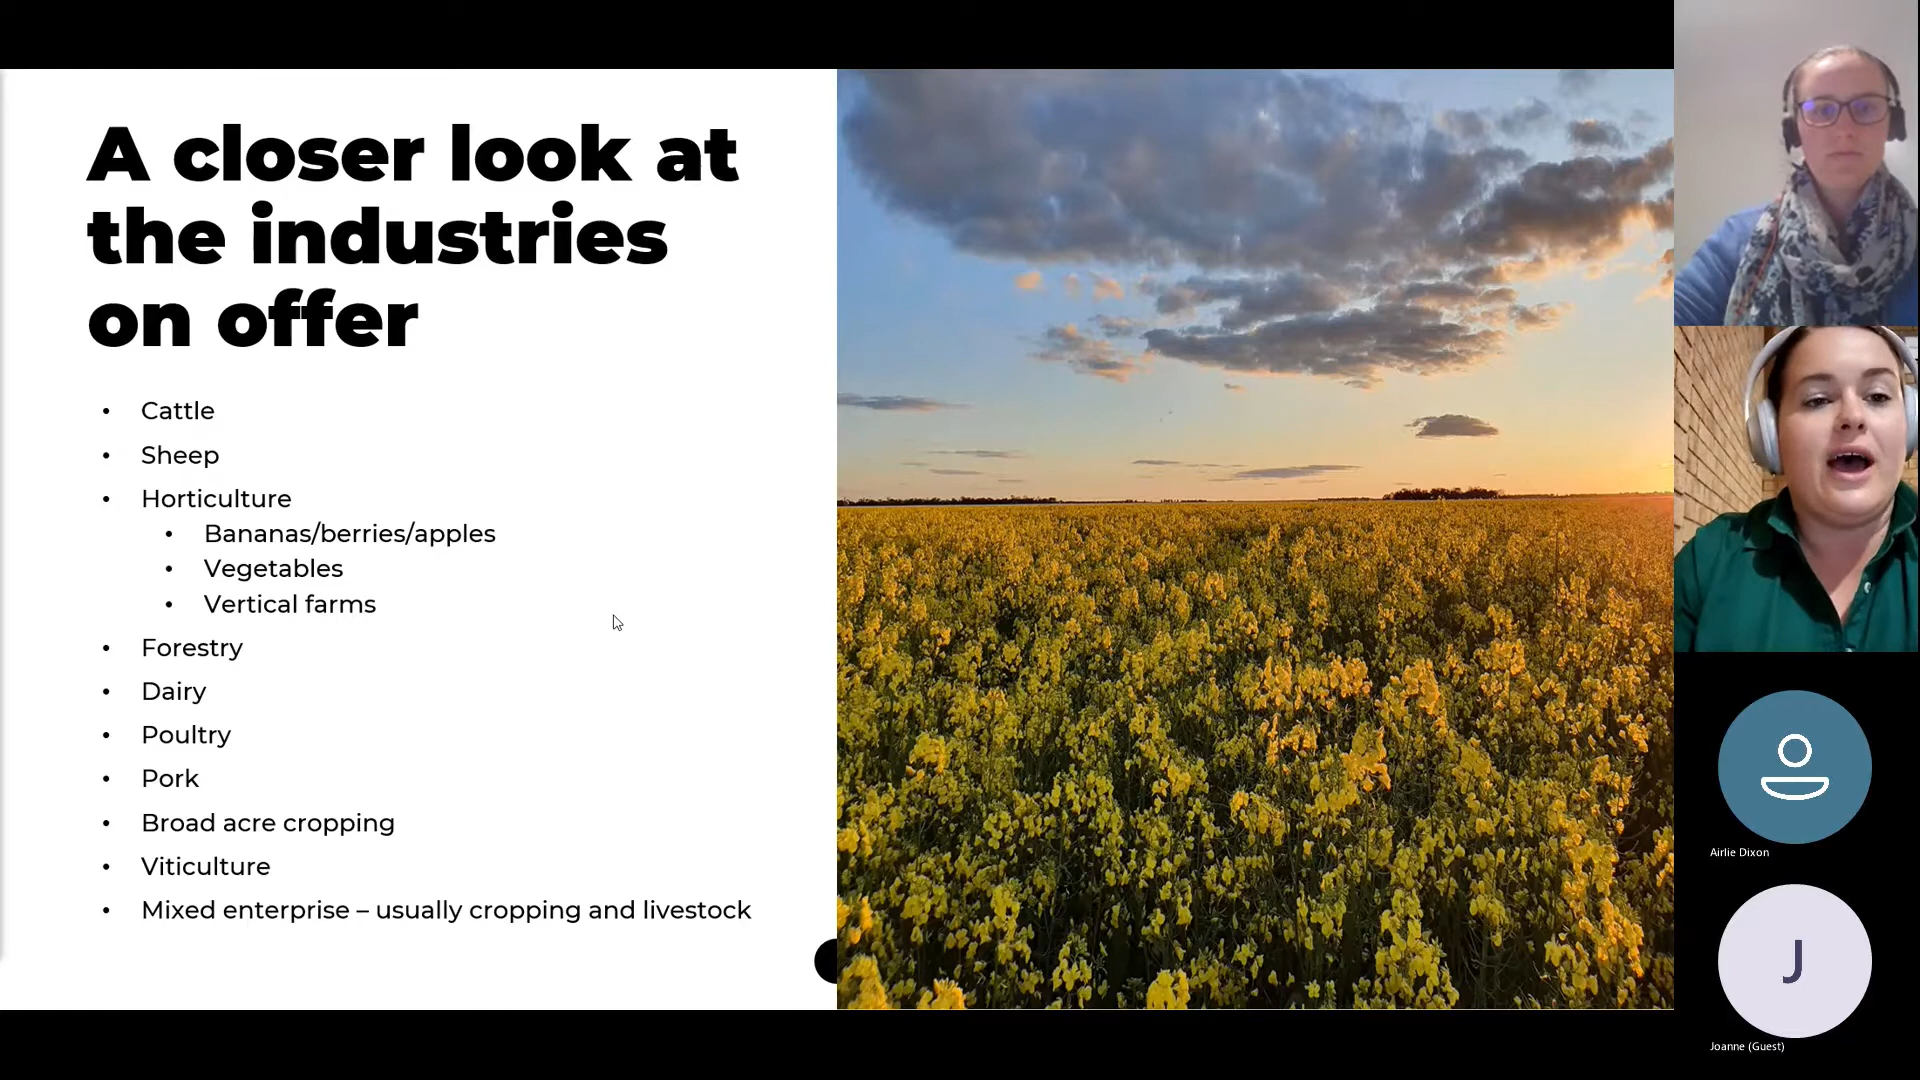 A closer look at
the industries
on offer
• Cattle
• Sheep
• Horticulture
• Bananas/berries/apples
• Vegetables
• Vertical farms
• Forestry
• Dairy
• Poultry
• Pork
• Broad acre cropping
• Viticulture
• Mixed enterprise – usually cropping and livestock
Airlie Dixon
J
Joanne (Guest)